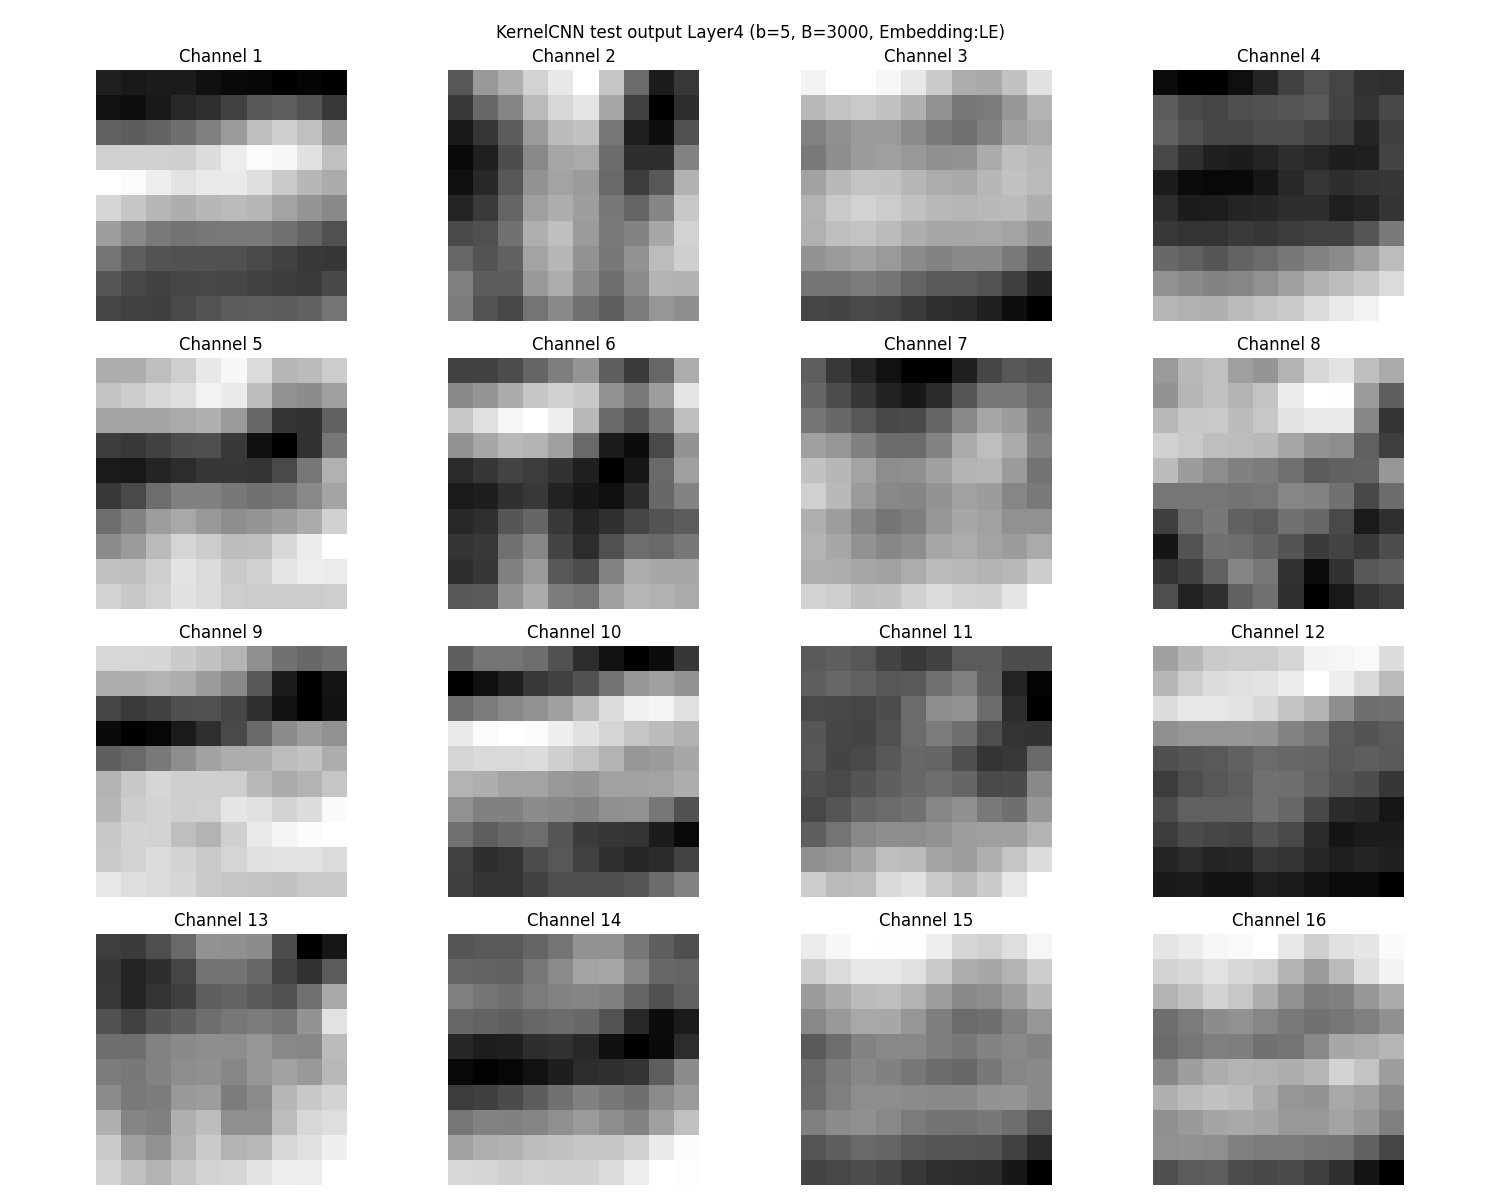 KernelCNN test output Layer4 (b=5, B=3000, Embedding:LE)
Channel 1
Channel 2
Channel 3
Channel 4
Channel 5
Channel 6
Channel 7
Channel 8
Channel 9
Channel 10
Channel 11
Channel 12
Channel 13
Channel 14
Channel 15
Channel 16